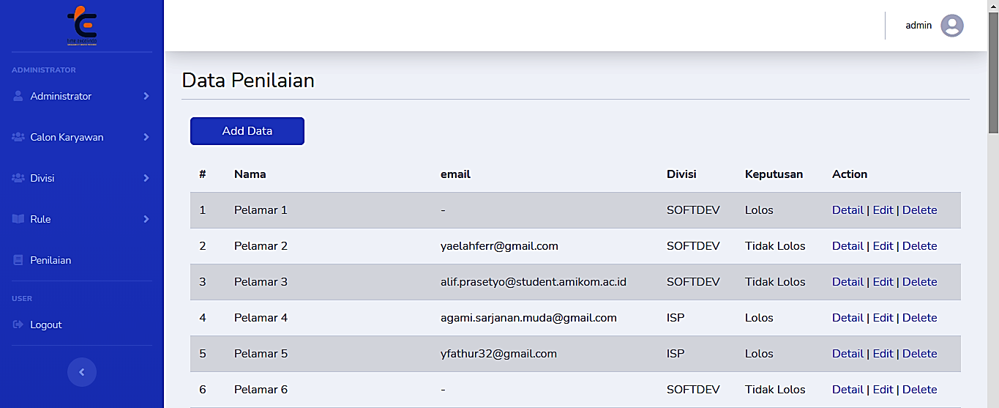 admin
ADMINISTRATOR
Administrator
Calon Karyawan
Divisi
Rule
Penilaian
USER
Logout
Data Penilaian
Add Data
# Nama email Divisi Keputusan Action
1 Pelamar 1 - SOFTDEV Lolos Detail | Edit | Delete
2 Pelamar 2 yaelahferr@gmail.com SOFTDEV Tidak Lolos Detail | Edit | Delete
3 Pelamar 3 alif.prasetyo@student.amikom.ac.id SOFTDEV Tidak Lolos Detail | Edit | Delete
4 Pelamar 4 agami.sarjanan.muda@gmail.com ISP Lolos Detail | Edit | Delete
5 Pelamar 5 yfathur32@gmail.com ISP Lolos Detail | Edit | Delete
6 Pelamar 6 - SOFTDEV Tidak Lolos Detail | Edit | Delete